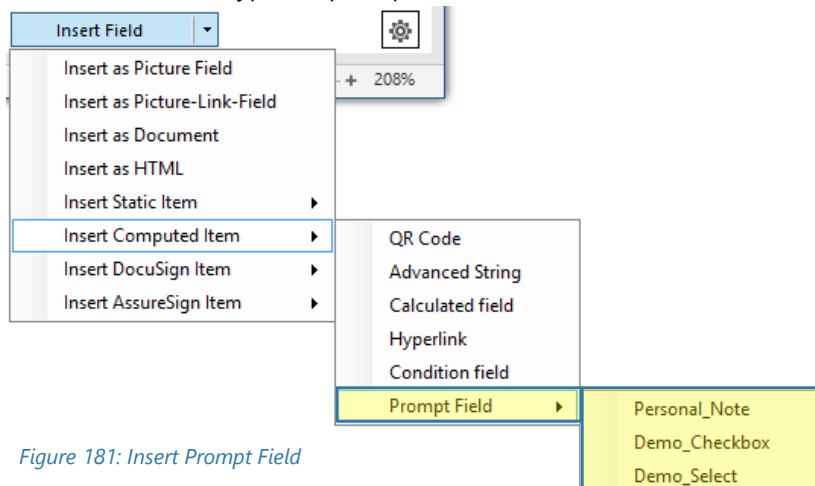 Insert Field
208%
Insert as Picture Field
Insert as Picture-Link-Field
Insert as Document
Insert as HTML
Insert Static Item
Insert Computed Item
Insert DocuSign Item
Insert AssureSign Item
QR Code
Advanced String
Calculated field
Hyperlink
Condition field
Prompt Field
Personal_Note
Demo_Checkbox
Demo_Select
Figure 181: Insert Prompt Field